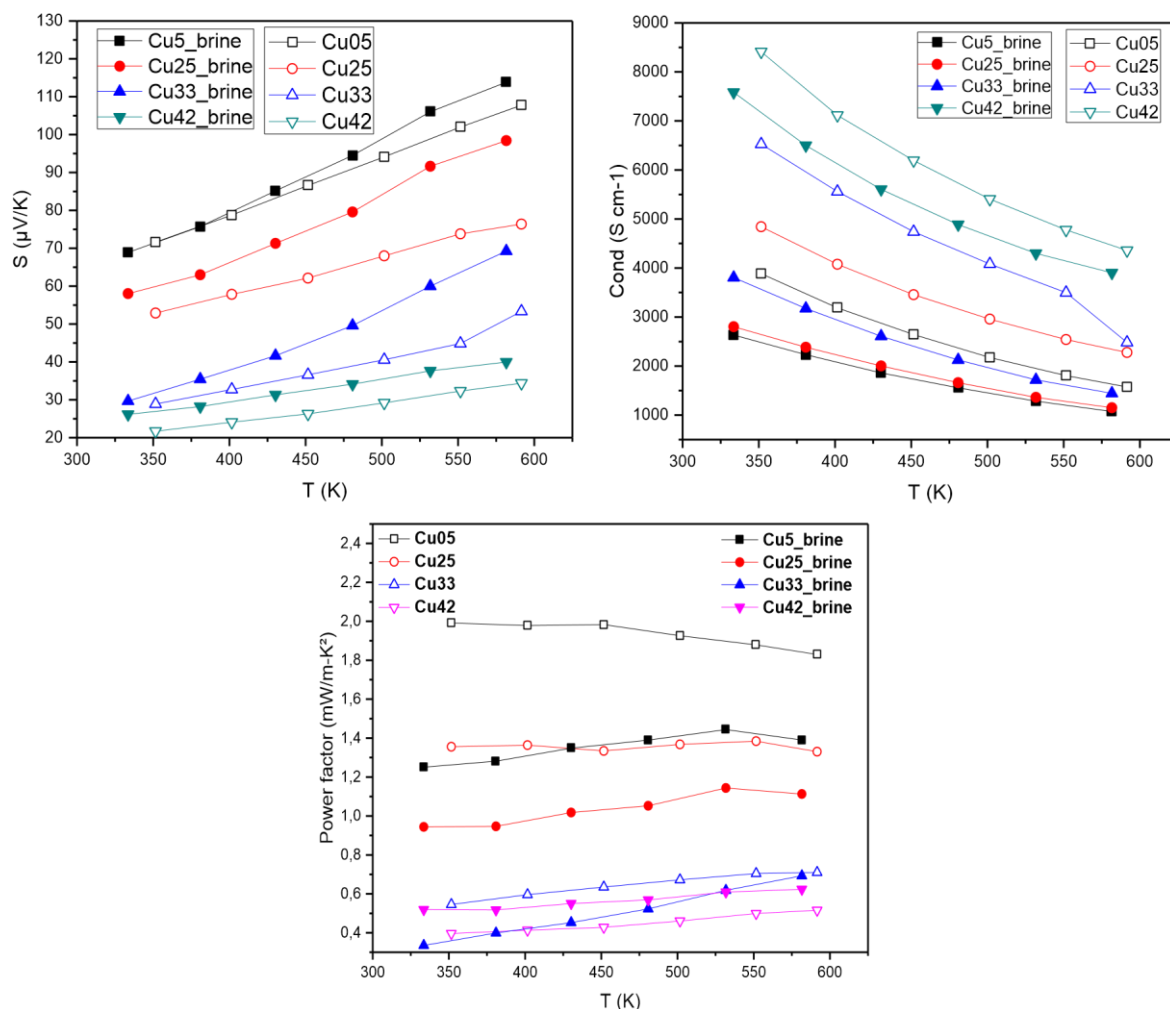 130
120
110
100
90
80
70
60
50
40
30
20
S (µV/K)
Cu5_brine
Cu25_brine
Cu33_brine
Cu42_brine
Cu05
Cu25
Cu33
Cu42
300 350 400 450 500 550 600
T (K)
9000
8000
7000
6000
5000
4000
3000
2000
1000
Cond (S cm-1)
Cu5_brine
Cu25_brine
Cu33_brine
Cu42_brine
Cu05
Cu25
Cu33
Cu42
300 350 400 450 500 550 600
T (K)
2,4
2,2
2,0
1,8
1,6
1,4
1,2
1,0
0,8
0,6
0,4
Power factor (mW/m-K²)
Cu05
Cu25
Cu33
Cu42
Cu5_brine
Cu25_brine
Cu33_brine
Cu42_brine
300 350 400 450 500 550 600
T (K)